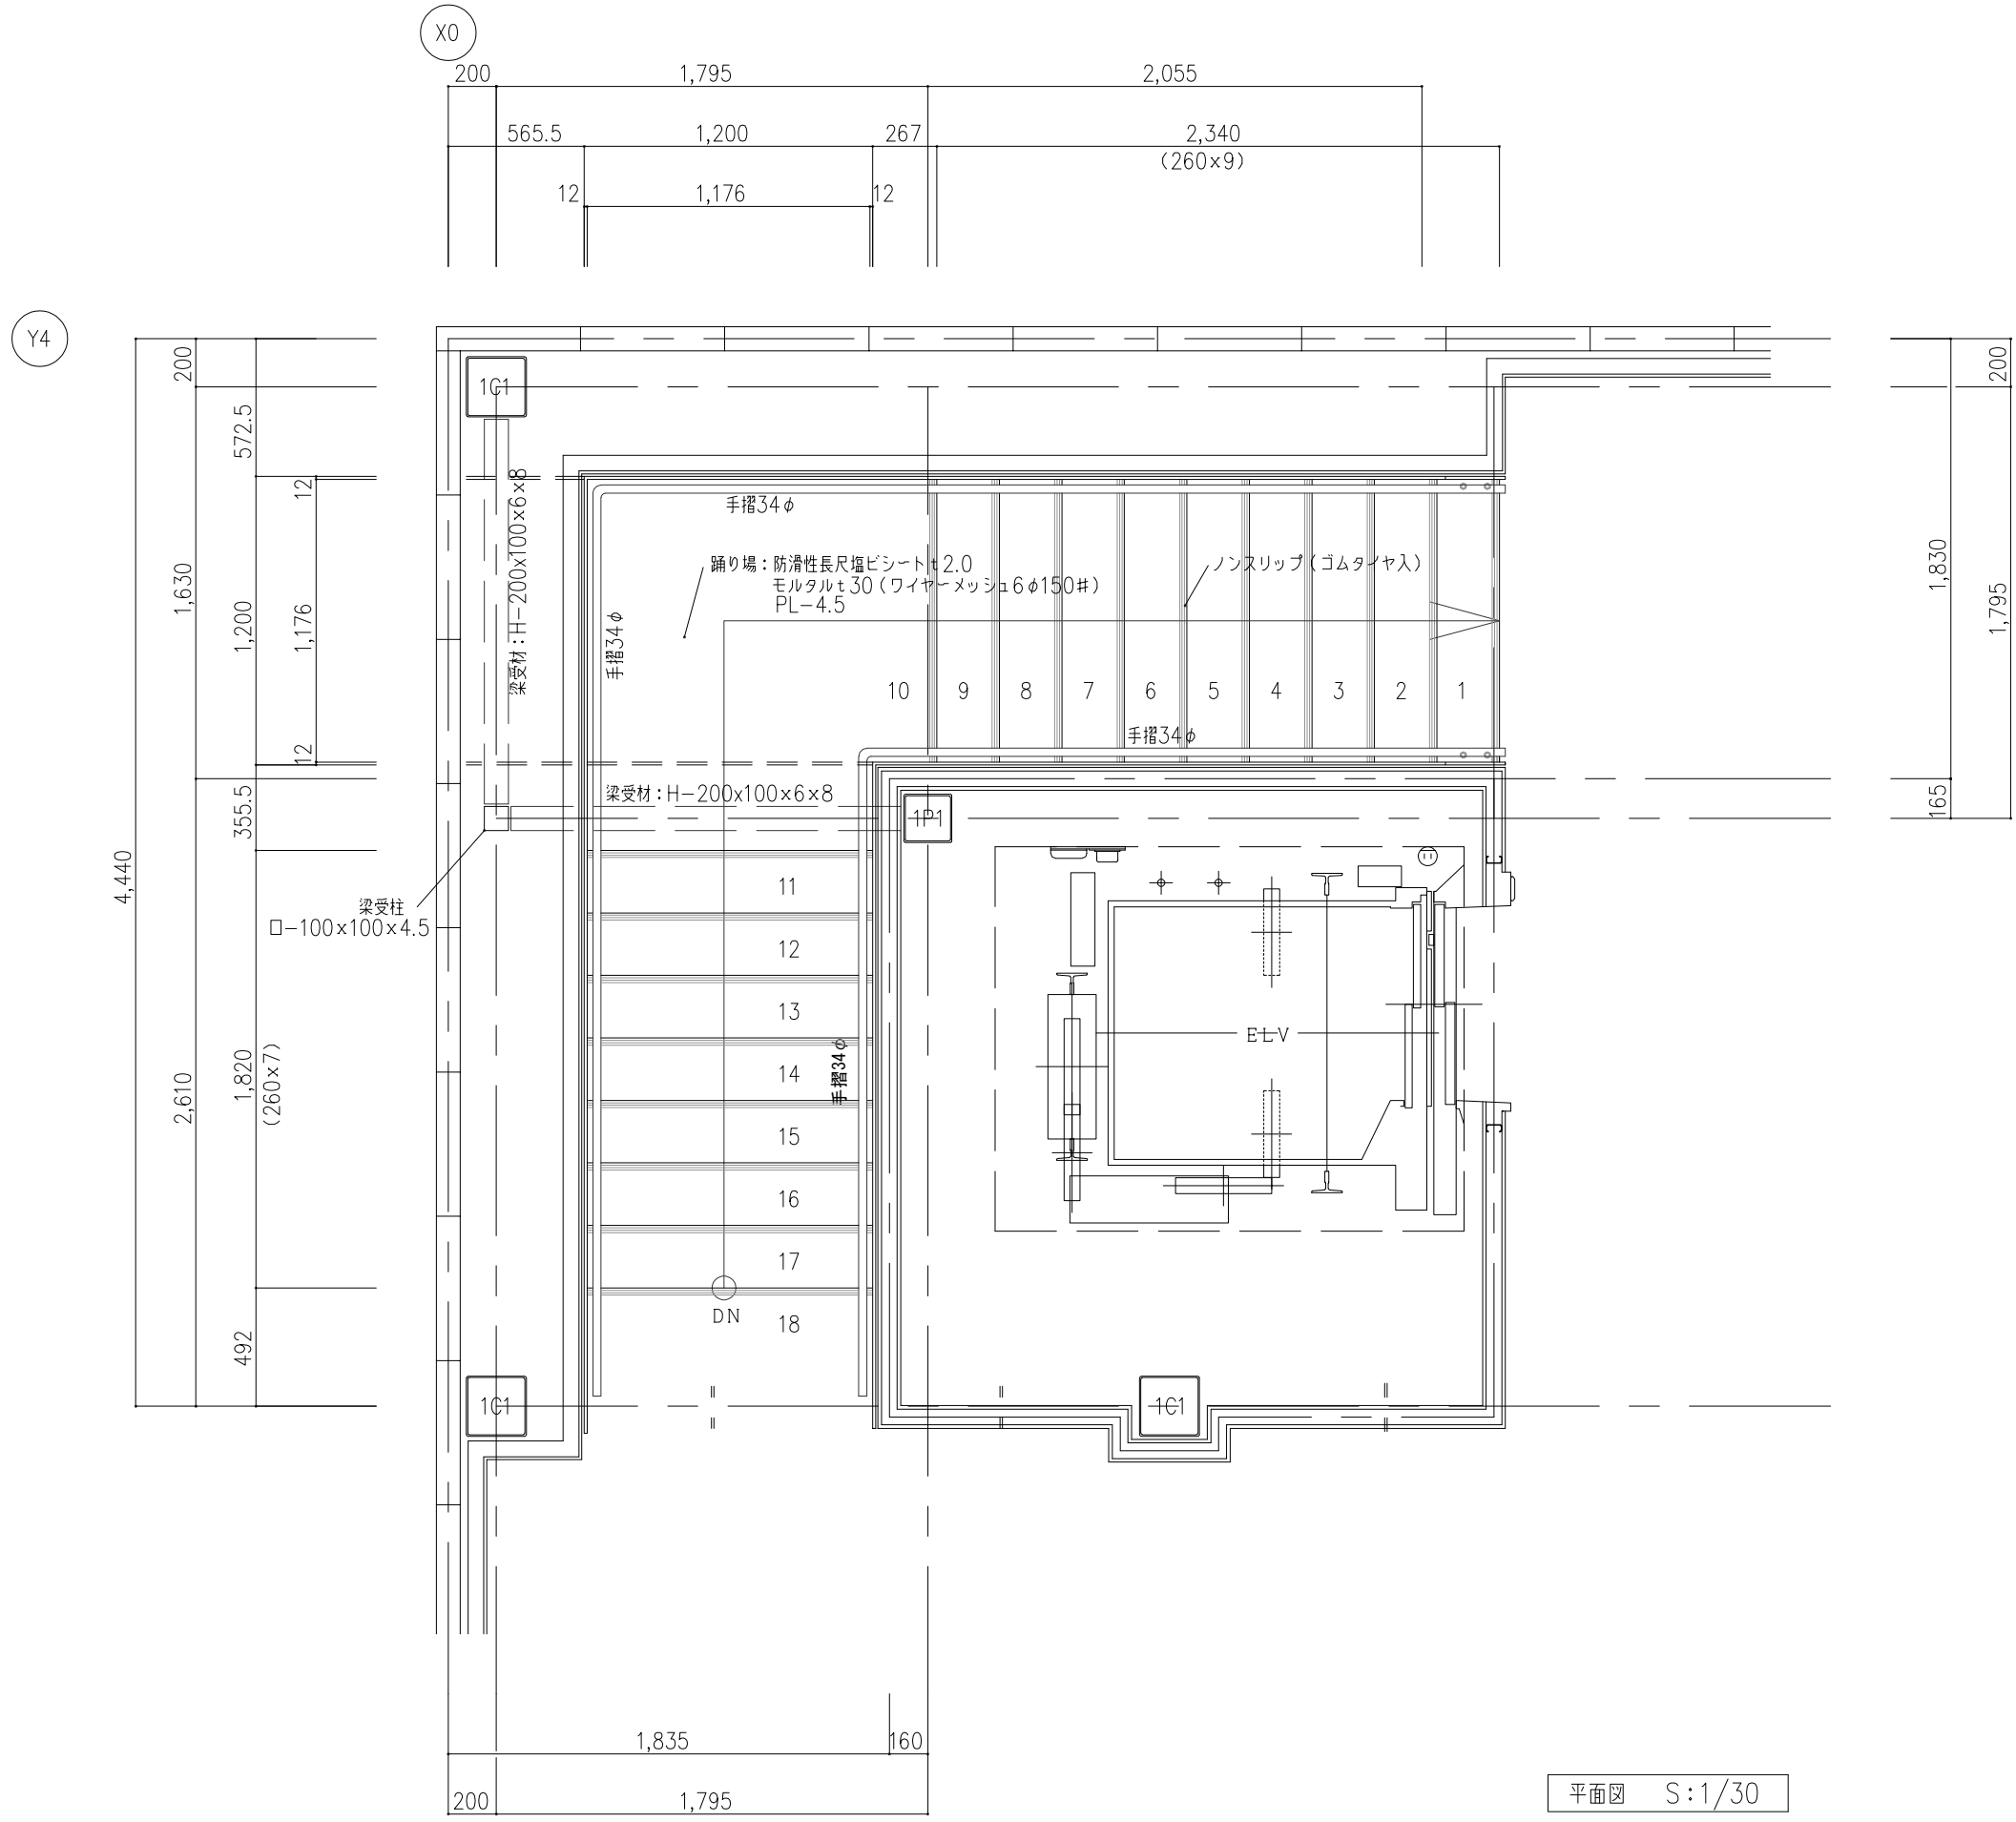 X0
200
1,795
2,055
565.5
1,200
267
2,340
(260x9)
12
1,176
12
Y4
200
572.5
12
1,630
1,200
1,176
12
355.5
4,440
2,610
1,820
(260x7)
492
200
1,830
1,795
165
1C1
梁受材:H-200x100x6x8
手摺34φ
手摺34φ
踊り場:防滑性長尺塩ビシートt2.0
モルタルt30(ワイヤーメッシュ6φ150#)
PL-4.5
ノンスリップ(ゴムタイヤ入)
10 9 8 7 6 5 4 3 2 1
手摺34φ
梁受材:H-200x100x6x8
1P1
梁受柱
ロ-100x100x4.5
11
12
13
14
15
16
17
18
手摺34φ
ELV
DN
1C1
1C1
1,835
160
200
1,795
平面図 S:1/30